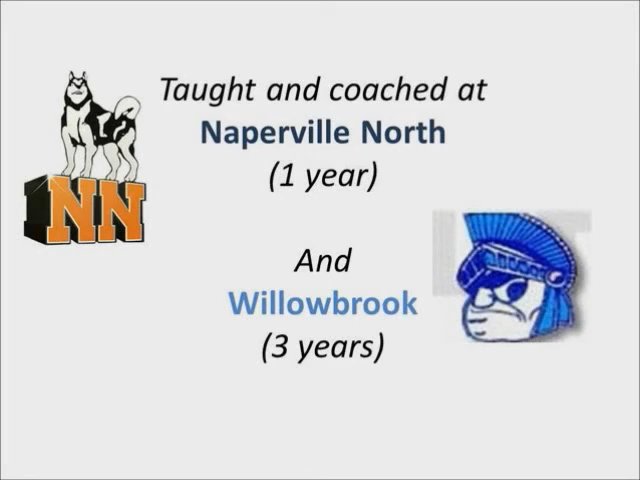 Taught and coached at
Naperville North
(1 year)
NN
And
Willowbrook
(3 years)